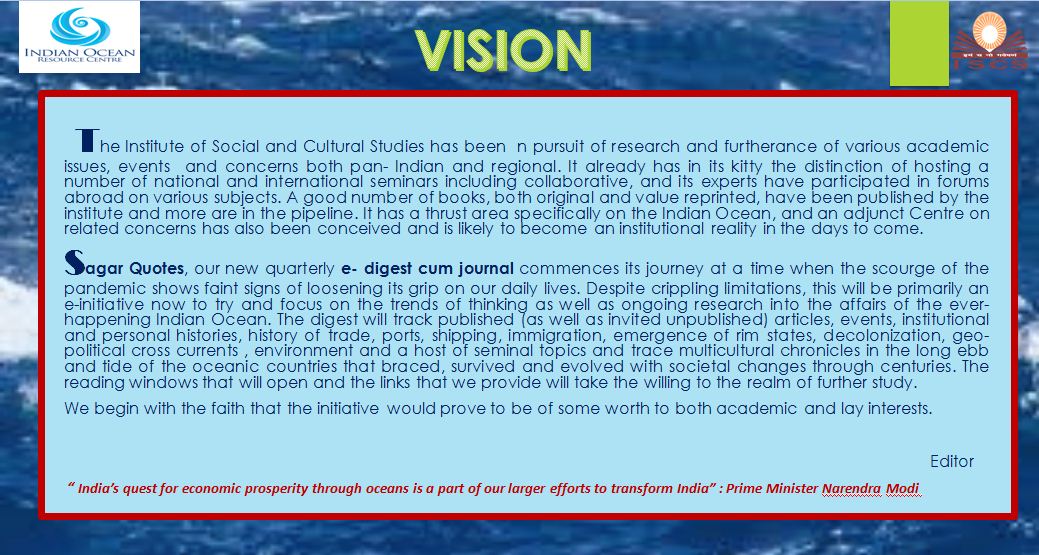 INDIAN OCEAN
RESOURCE CENTRE
VISION
ISCS
The Institute of Social and Cultural Studies has been n pursuit of research and furtherance of various academic
issues, events and concerns both pan- Indian and regional. It already has in its kitty the distinction of hosting a
number of national and international seminars including collaborative, and its experts have participated in forums
abroad on various subjects. A good number of books, both original and value reprinted, have been published by the
institute and more are in the pipeline. It has a thrust area specifically on the Indian Ocean, and an adjunct Centre on
related concerns has also been conceived and is likely to become an institutional reality in the days to come.
Sagar Quotes, our new quarterly e- digest cum journal commences its journey at a time when the scourge of the
pandemic shows faint signs of loosening its grip on our daily lives. Despite crippling limitations, this will be primarily an
e-initiative now to try and focus on the trends of thinking as well as ongoing research into the affairs of the ever-
happening Indian Ocean. The digest will track published (as well as invited unpublished) articles, events, institutional
and personal histories, history of trade, ports, shipping, immigration, emergence of rim states, decolonization, geo-
political cross currents , environment and a host of seminal topics and trace multicultural chronicles in the long ebb
and tide of the oceanic countries that braced, survived and evolved with societal changes through centuries. The
reading windows that will open and the links that we provide will take the willing to the realm of further study.
We begin with the faith that the initiative would prove to be of some worth to both academic and lay interests.
Editor
“ India’s quest for economic prosperity through oceans is a part of our larger efforts to transform India” : Prime Minister Narendra Modi